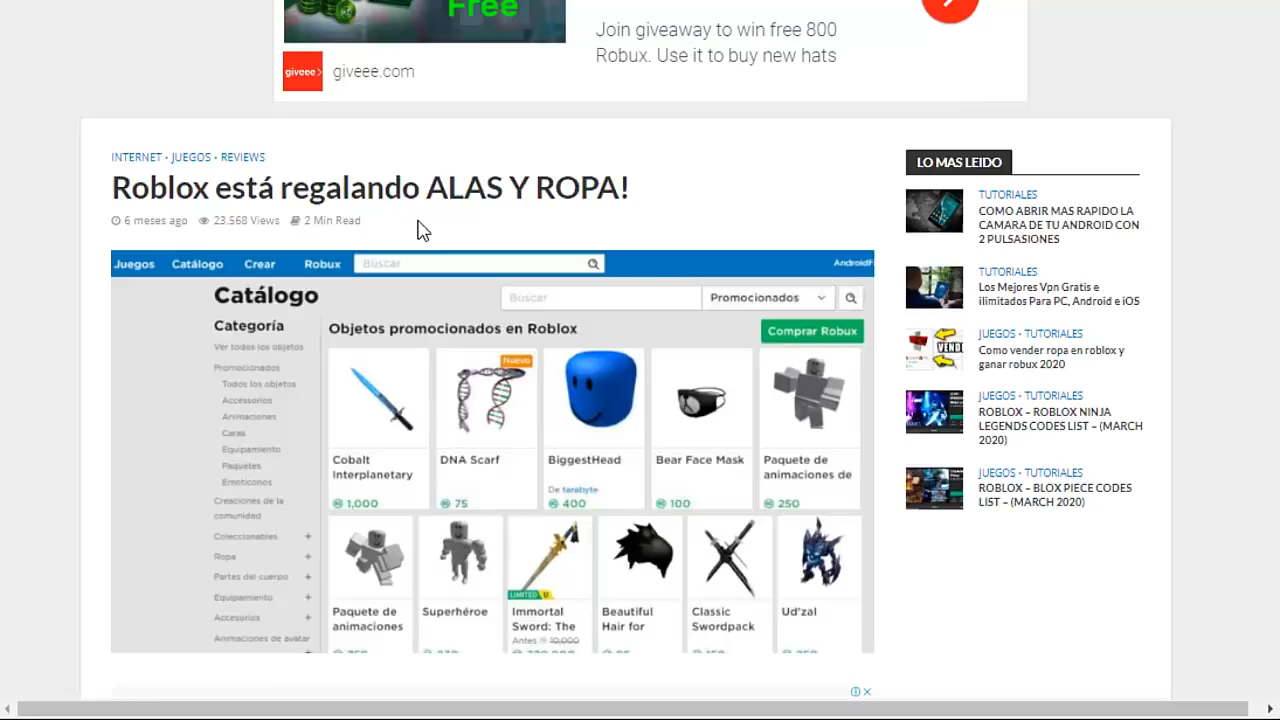 Free
Join giveaway to win free 800
Robux. Use it to buy new hats
giveee>
giveee.com
INTERNET • JUEGOS • REVIEWS
Roblox está regalando ALAS Y ROPA!
6 meses ago 23.568 Views 2 Min Read
Juegos Catálogo Crear Robux Buscar
Catálogo
Buscar Promocionados
Categoría
Objetos promocionados en Roblox
Comprar Robux
Ver todos los objetos
Promocionados
Todos los objetos
Accesorios
Animaciones
Caras
Equipamiento
Paquetes
Emoticonos
Creaciones de la
comunidad
Coleccionables +
Ropa +
Partes del cuerpo +
Equipamiento +
Accesorios +
Animaciones de avatar
Cobalt
Interplanetary
1,000
Nuevo
DNA Scarf
75
BiggestHead
De tarabyte
400
Bear Face Mask
100
Paquete de
animaciones de
250
Paquete de
animaciones
Superhéroe
LIMITED U
Immortal
Sword: The
Antes 10,000
Beautiful
Hair for
Classic
Swordpack
Ud'zal
LO MAS LEIDO
TUTORIALES
COMO ABRIR MAS RAPIDO LA
CAMARA DE TU ANDROID CON
2 PULSASIONES
TUTORIALES
Los Mejores Vpn Gratis e
ilimitados Para PC, Android e iOS
VENDE
JUEGOS • TUTORIALES
Como vender ropa en roblox y
ganar robux 2020
JUEGOS • TUTORIALES
ROBLOX – ROBLOX NINJA
LEGENDS CODES LIST – (MARCH
2020)
JUEGOS • TUTORIALES
ROBLOX – BLOX PIECE CODES
LIST – (MARCH 2020)